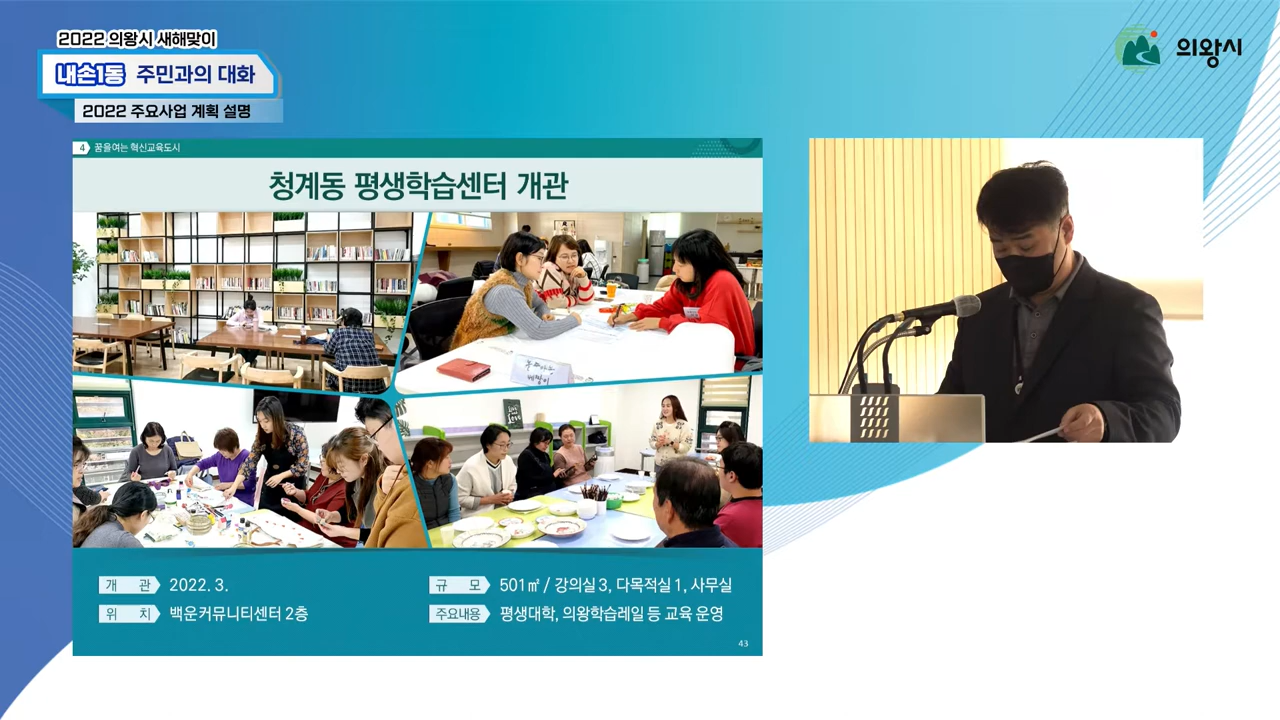 2022 의왕시 새해맞이
내손1동 주민과의 대화
2022 주요사업 계획 설명
의왕시
4 꿈을여는 혁신교육도시
청계동 평생학습센터 개관
개 관 2022. 3.
규 모 501㎡ / 강의실 3, 다목적실 1, 사무실
위 치 백운커뮤니티센터 2층
주요내용 평생대학, 의왕학습레일 등 교육 운영
43